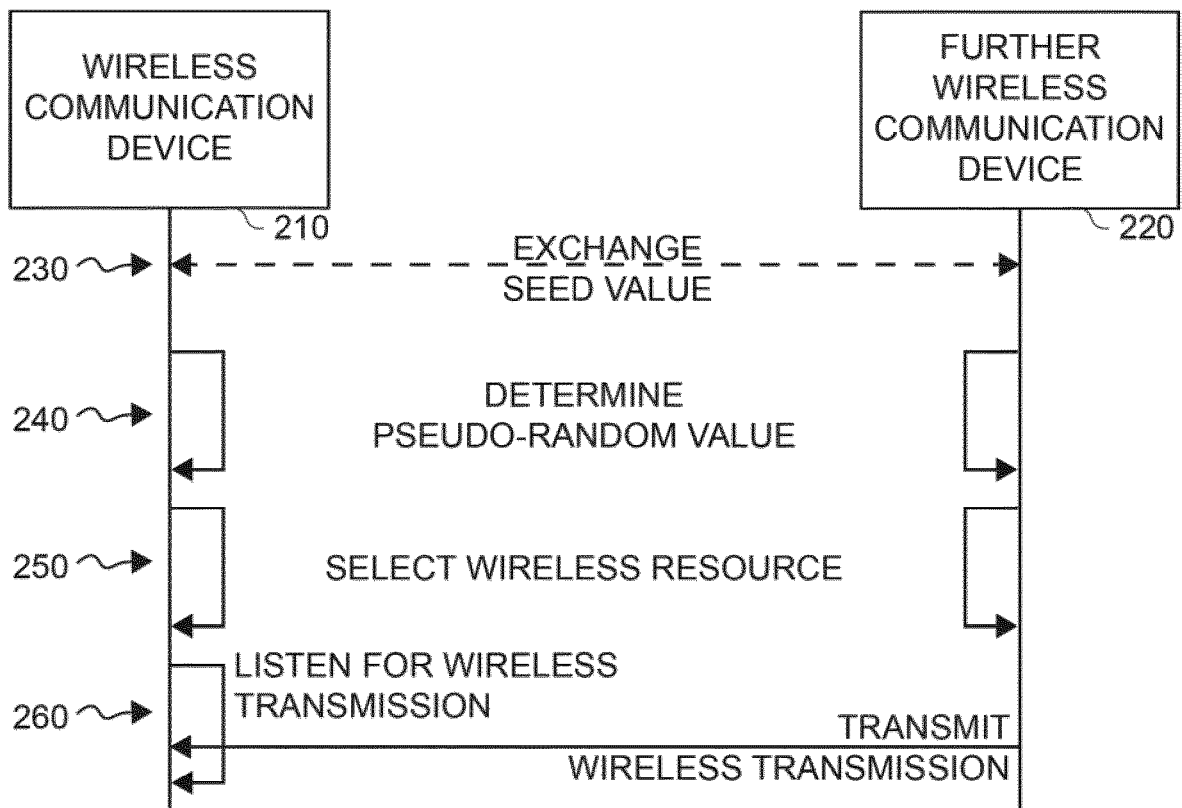 WIRELESS
COMMUNICATION
DEVICE
FURTHER
WIRELESS
COMMUNICATION
DEVICE
210
220
230
EXCHANGE
SEED VALUE
240
DETERMINE
PSEUDO-RANDOM VALUE
250
SELECT WIRELESS RESOURCE
260
LISTEN FOR WIRELESS
TRANSMISSION
TRANSMIT
WIRELESS TRANSMISSION